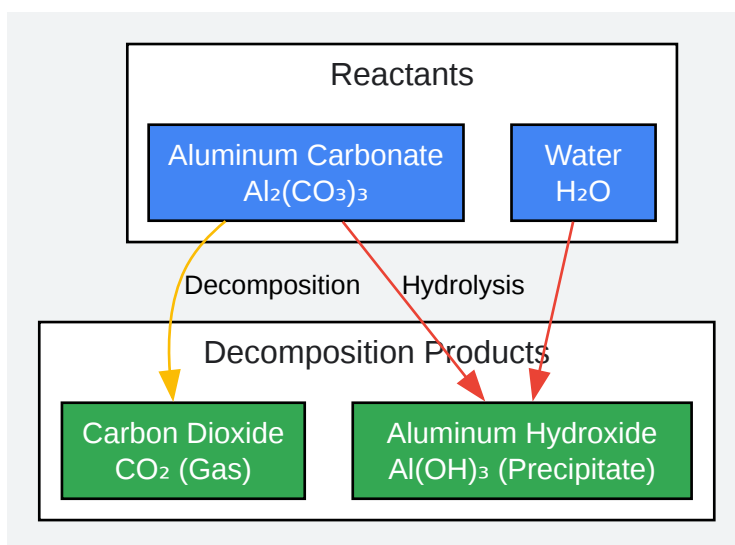 Reactants
Aluminum Carbonate
Al₂(CO₃)₃
Water
H₂O
Decomposition
Hydrolysis
Decomposition Products
Carbon Dioxide
CO₂ (Gas)
Aluminum Hydroxide
Al(OH)₃ (Precipitate)